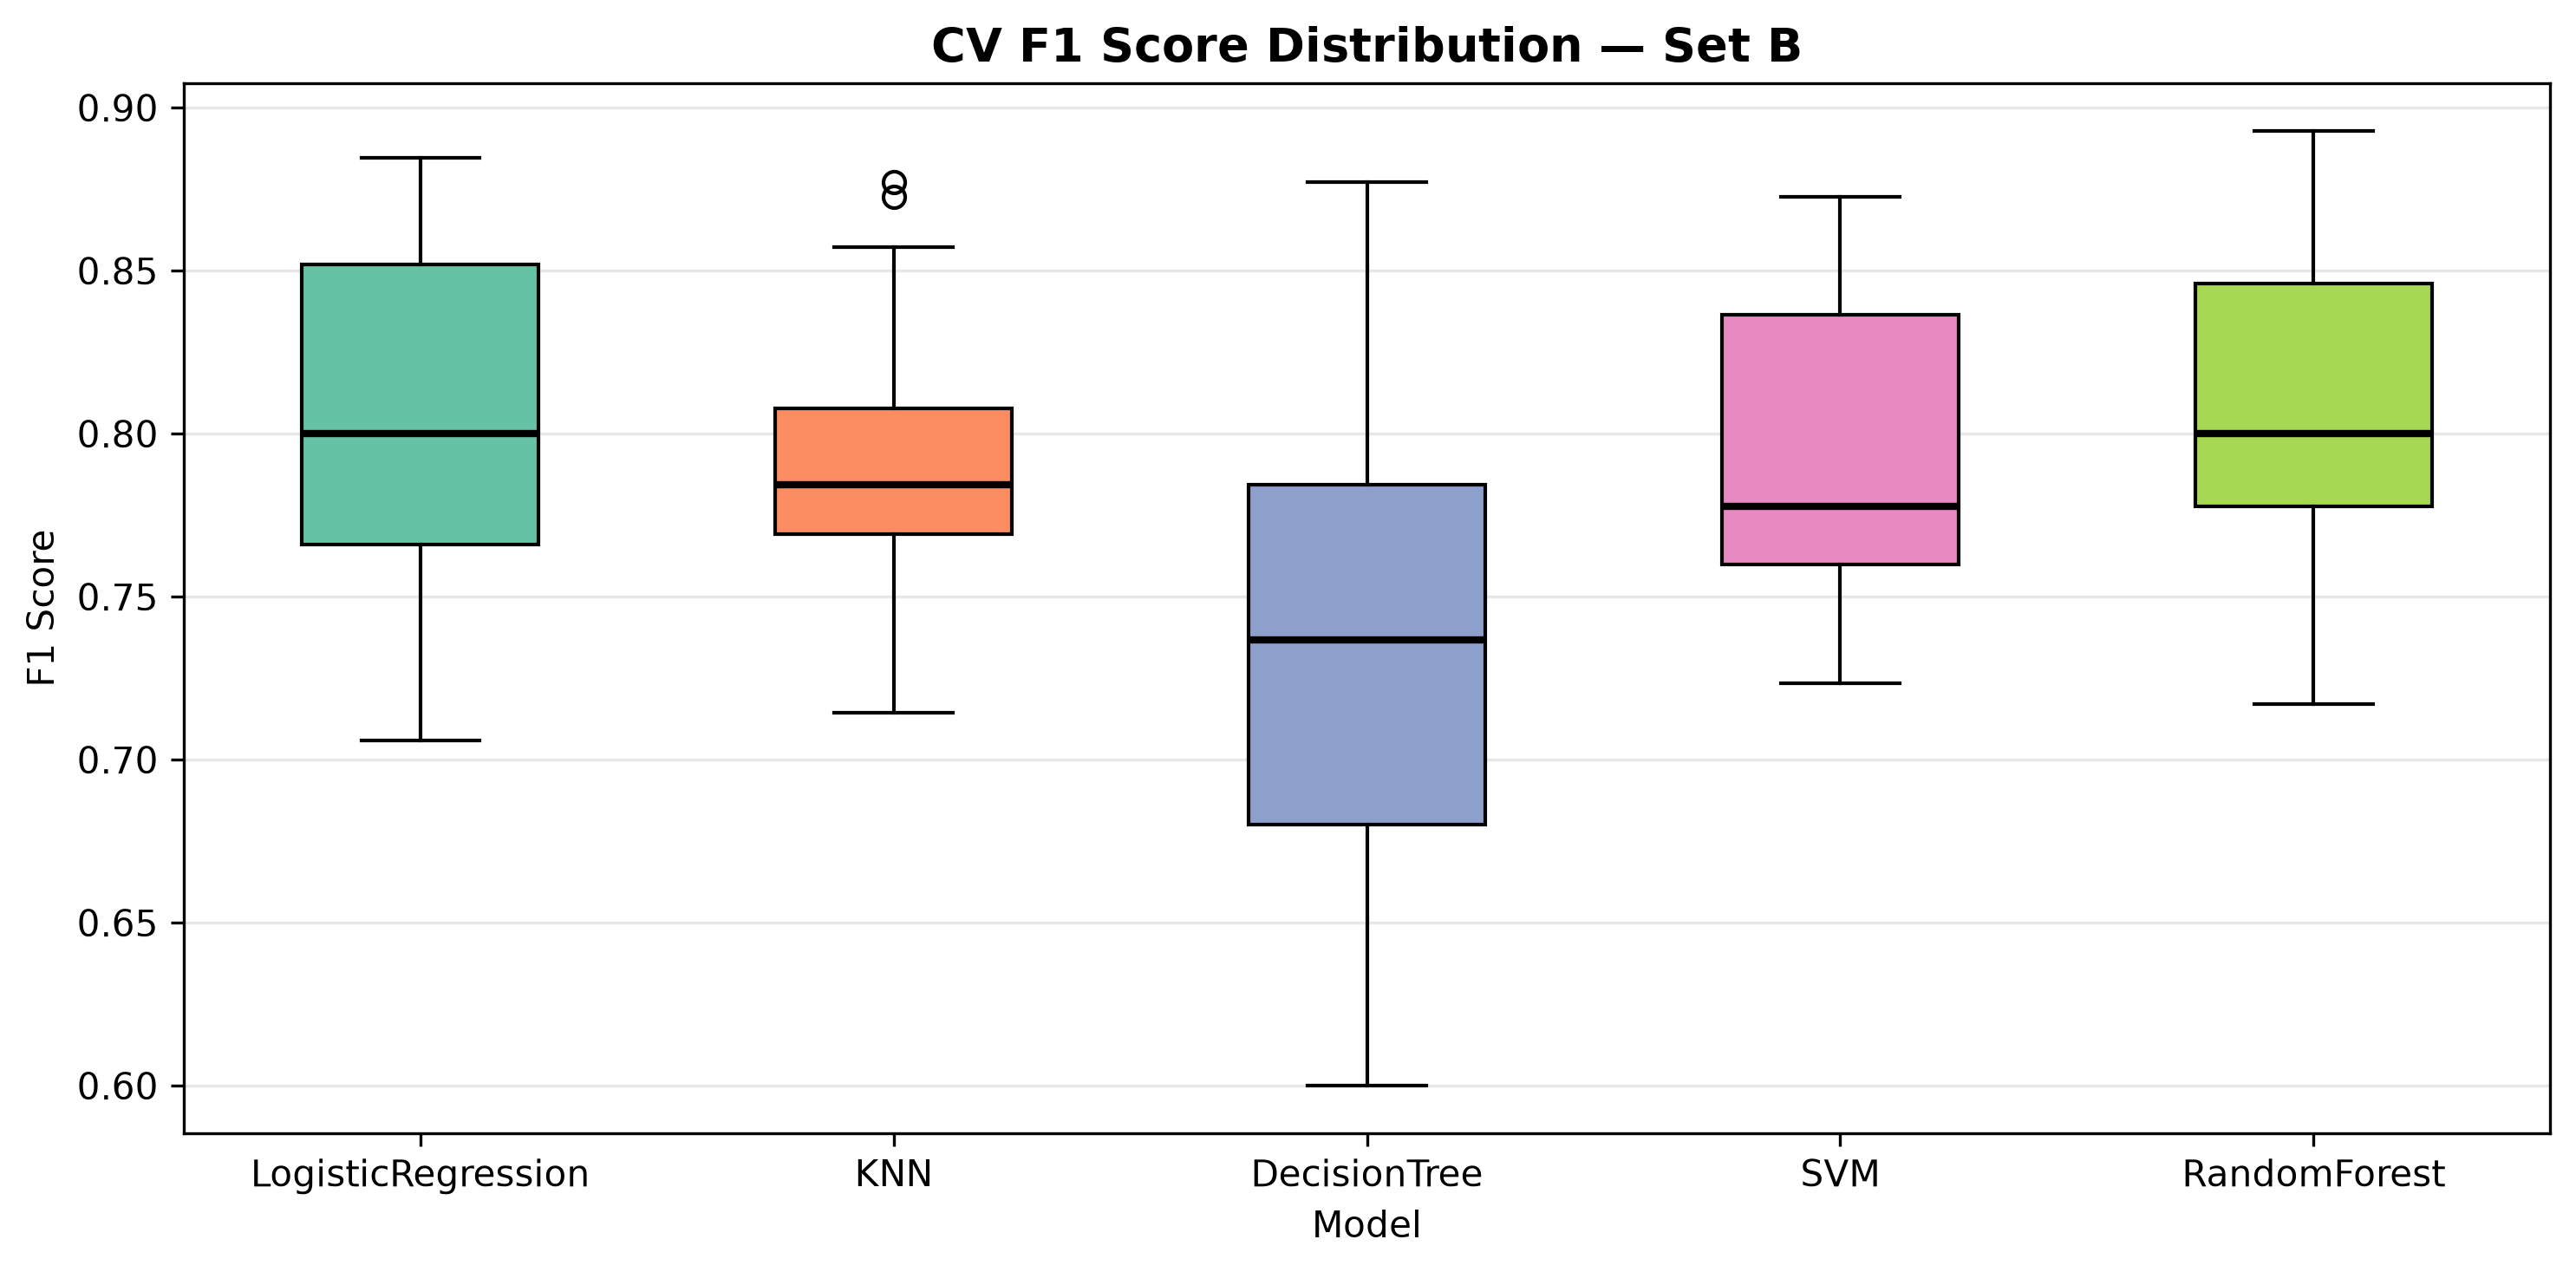 CV F1 Score Distribution — Set B
0.90
0.85
0.80
0.75
0.70
0.65
0.60
F1 Score
LogisticRegression
KNN
DecisionTree
SVM
RandomForest
Model